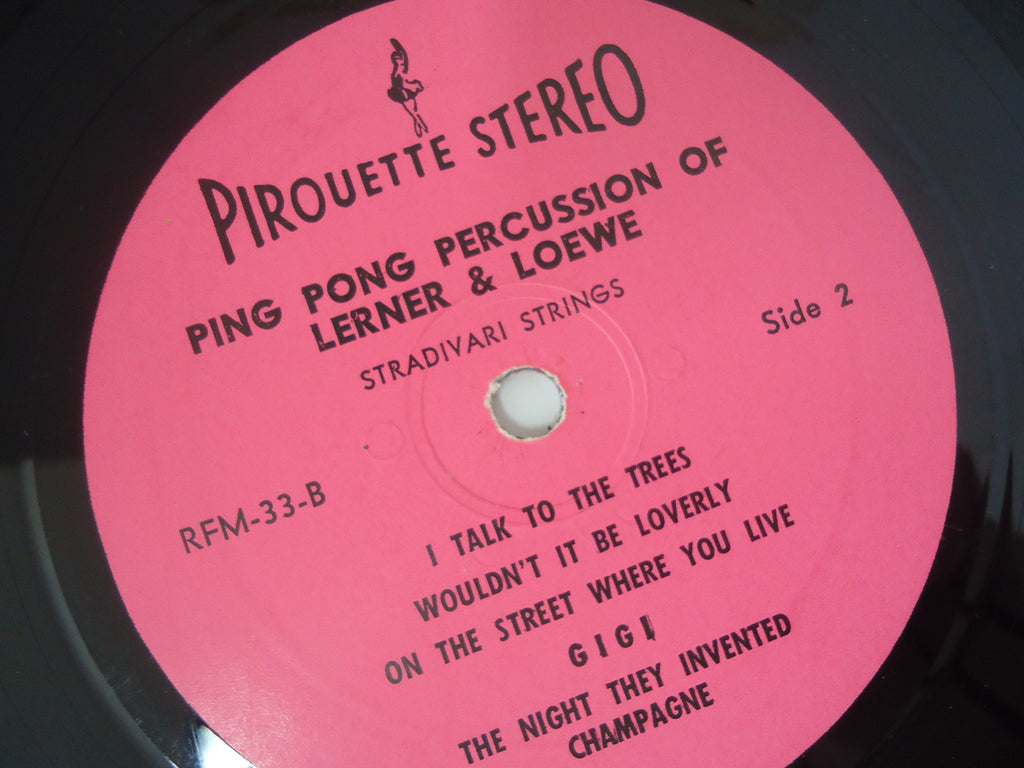 PIROUETTE STEREO
PING PONG PERCUSSION OF
LERNER & LOEWE
STRADIVARI STRINGS
Side 2
RFM-33-B
I TALK TO THE TREES
WOULDN'T IT BE LOVERLY
ON THE STREET WHERE YOU LIVE
GIGI
THE NIGHT THEY INVENTED
CHAMPAGNE